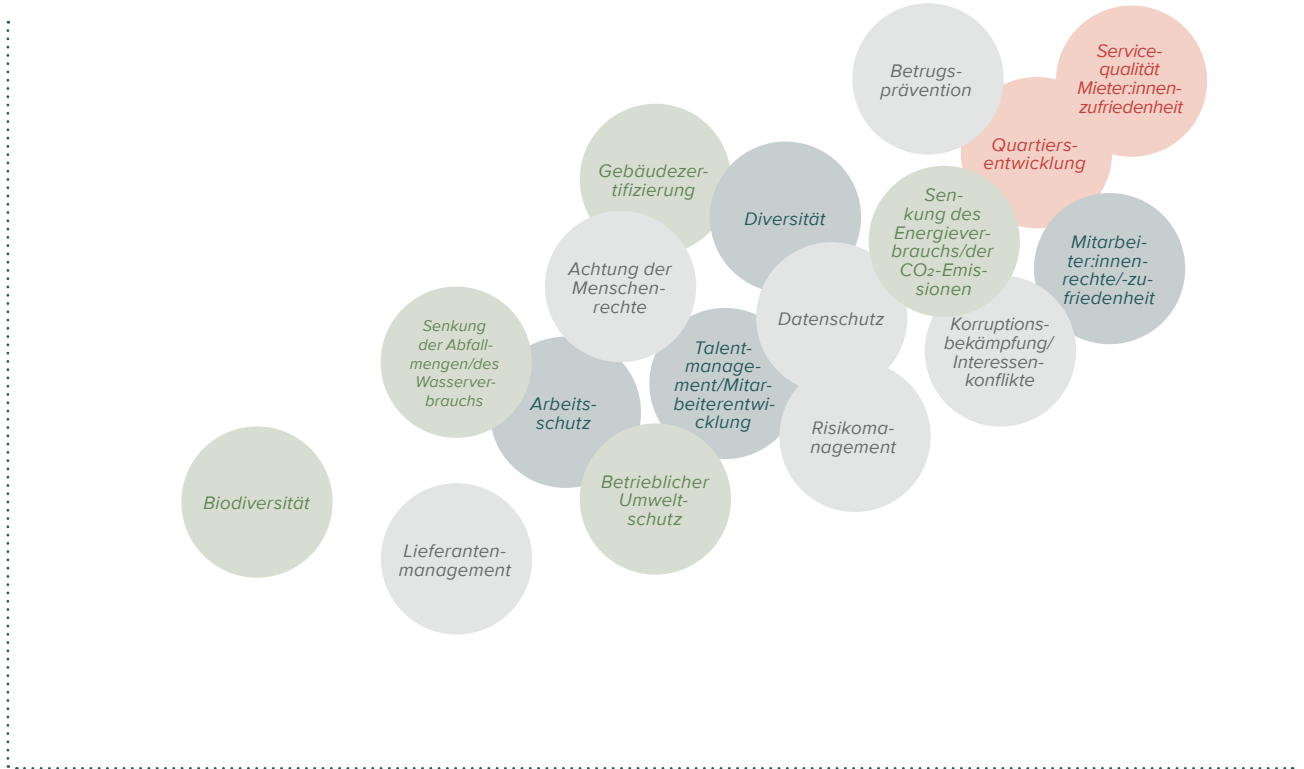 Betrugs-
prävention
Service-
qualität
Mieter:innen-
zufriedenheit
Quartiers-
entwicklung
Gebäudezer-
tifizierung
Diversität
Sen-
kung des
Energiever-
brauchs/der
CO₂-Emis-
sionen
Mitarbei-
ter:innen-
rechte/-zu-
friedenheit
Achtung der
Menschen-
rechte
Datenschutz
Korruptions-
bekämpfung/
Interessen-
konflikte
Senkung
der Abfall-
mengen/des
Wasserver-
brauchs
Arbeits-
schutz
Talent-
manage-
ment/Mitar-
beiterentwi-
cklung
Risikoma-
nagement
Biodiversität
Betrieblicher
Umwelt-
schutz
Lieferanten-
management